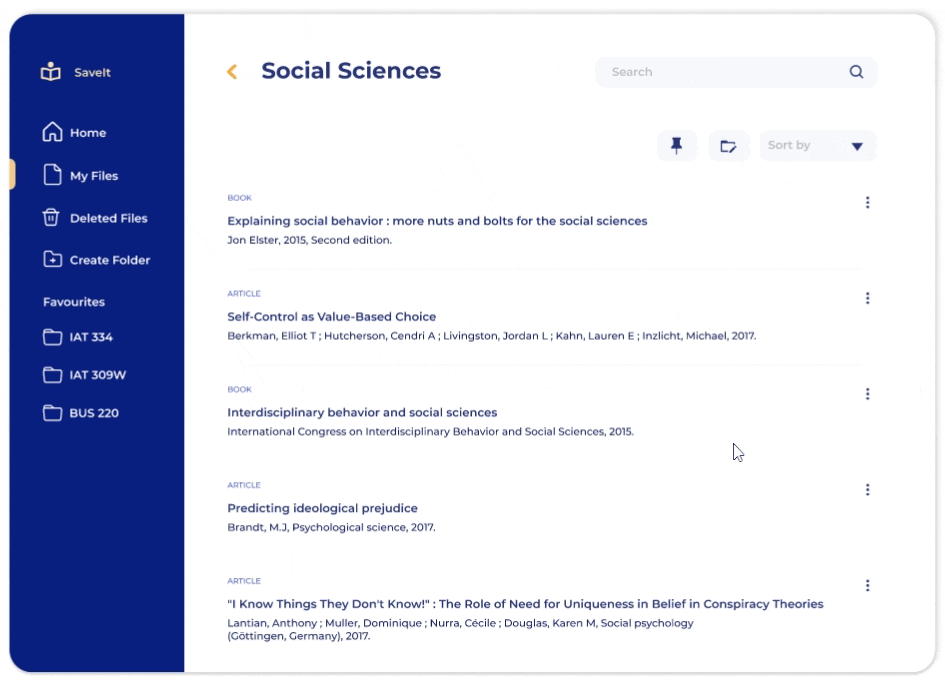 SaveIt
Home
My Files
Deleted Files
Create Folder
Favourites
IAT 334
IAT 309W
BUS 220
Social Sciences
Search
Sort by
BOOK
Explaining social behavior : more nuts and bolts for the social sciences
Jon Elster, 2015, Second edition.
ARTICLE
Self-Control as Value-Based Choice
Berkman, Elliot T ; Hutcherson, Cendri A ; Livingston, Jordan L ; Kahn, Lauren E ; Inzlicht, Michael, 2017.
BOOK
Interdisciplinary behavior and social sciences
International Congress on Interdisciplinary Behavior and Social Sciences, 2015.
ARTICLE
Predicting ideological prejudice
Brandt, M.J, Psychological science, 2017.
ARTICLE
"I Know Things They Don't Know!" : The Role of Need for Uniqueness in Belief in Conspiracy Theories
Lantian, Anthony ; Muller, Dominique ; Nurra, Cécile ; Douglas, Karen M, Social psychology
(Göttingen, Germany), 2017.